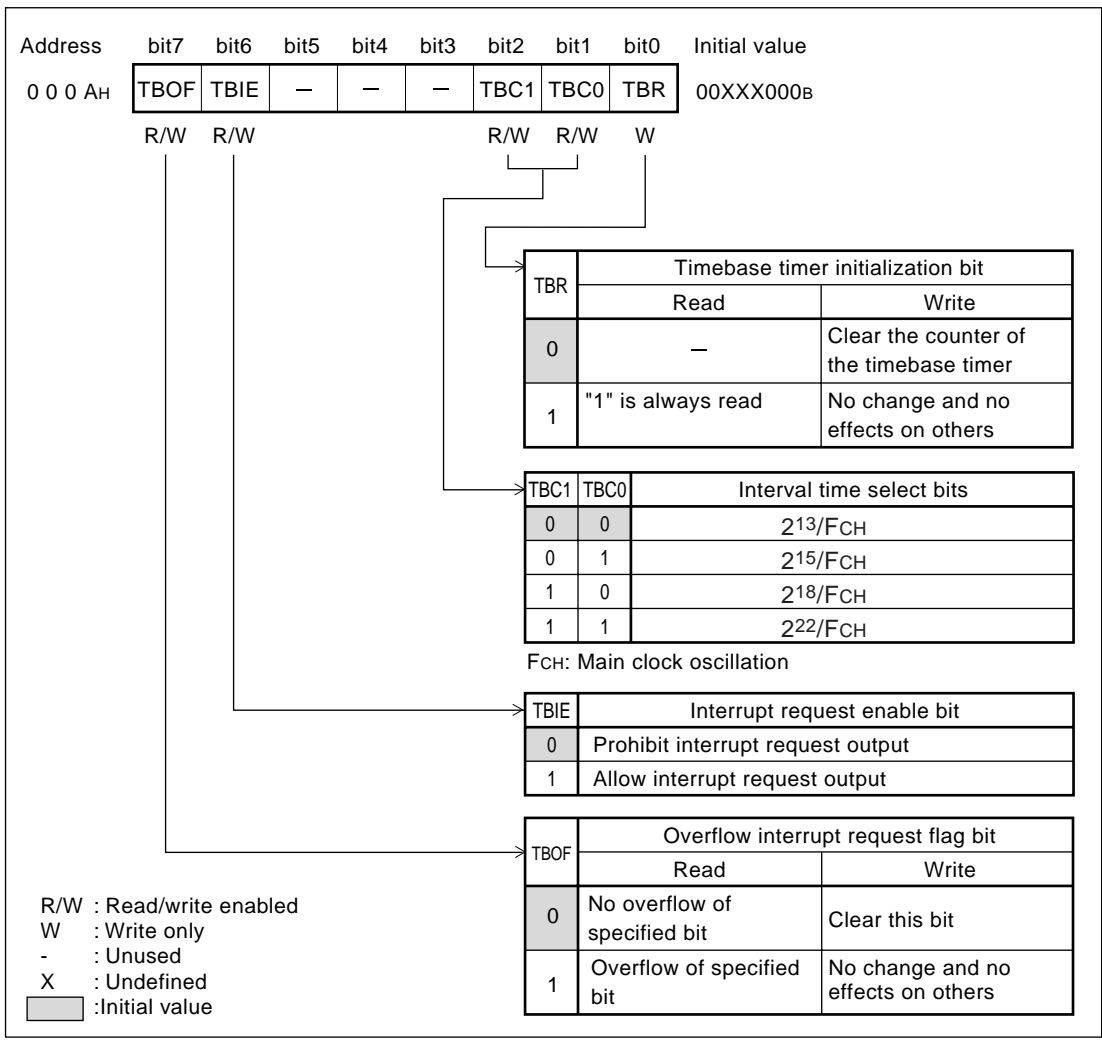 Address bit7 bit6 bit5 bit4 bit3 bit2 bit1 bit0 Initial value
0 0 0 AH TBOF TBIE – – – TBC1 TBC0 TBR 00XXX000B
R/W R/W R/W R/W W
TBR Timebase timer initialization bit
Read Write
0 – Clear the counter of
the timebase timer
1 "1" is always read No change and no
effects on others
TBC1 TBC0 Interval time select bits
0 0 2¹³/FCH
0 1 2¹⁵/FCH
1 0 2¹⁸/FCH
1 1 2²²/FCH
FCH: Main clock oscillation
TBIE Interrupt request enable bit
0 Prohibit interrupt request output
1 Allow interrupt request output
TBOF Overflow interrupt request flag bit
Read Write
0 No overflow of
specified bit Clear this bit
1 Overflow of specified
bit No change and no
effects on others
R/W : Read/write enabled
W : Write only
- : Unused
X : Undefined
:Initial value